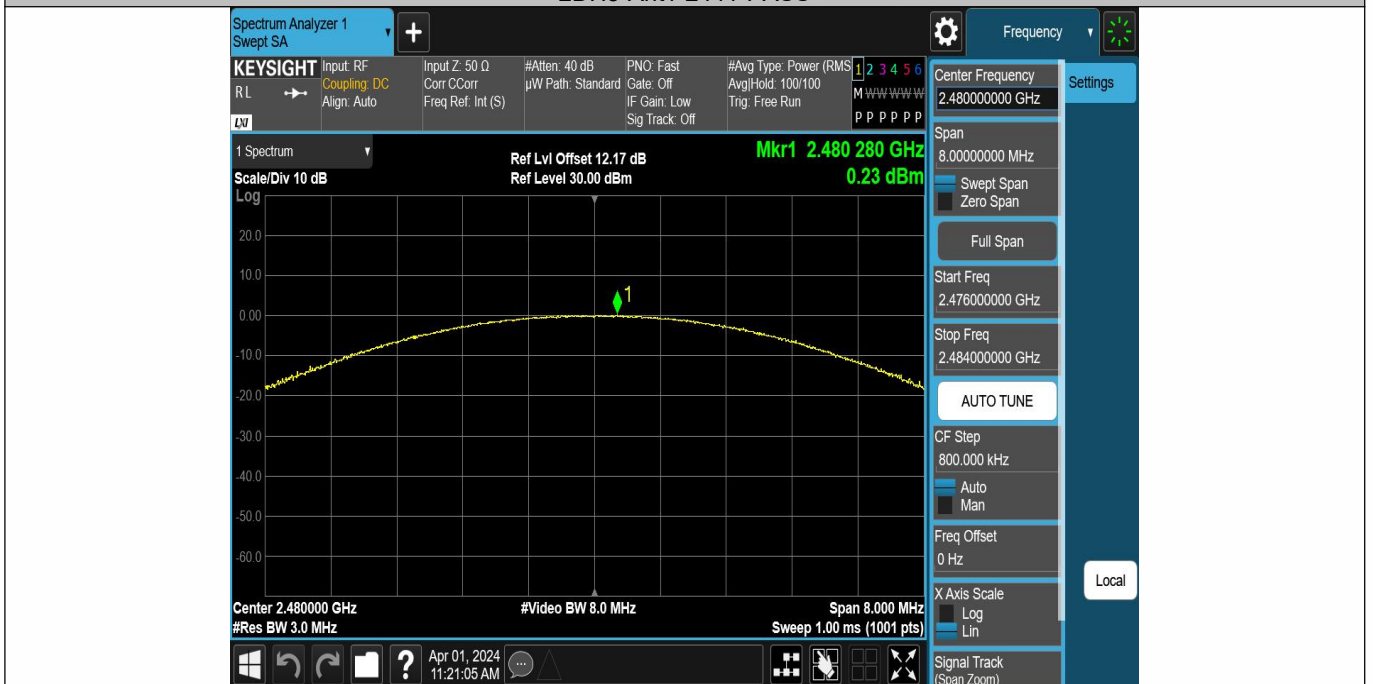 Spectrum Analyzer 1
Swept SA
+
Frequency
KEYSIGHT
RL
LXI
Input: RF
Coupling: DC
Align: Auto
Input Z: 50 Ω
Corr CCorr
Freq Ref: Int (S)
#Atten: 40 dB
µW Path: Standard
PNO: Fast
Gate: Off
IF Gain: Low
Sig Track: Off
#Avg Type: Power (RMS
Avg|Hold: 100/100
Trig: Free Run
1 2 3 4 5 6
M W W W W W
P P P P P P
1 Spectrum
Scale/Div 10 dB
Log
Ref Lvl Offset 12.17 dB
Ref Level 30.00 dBm
Mkr1 2.480 280 GHz
0.23 dBm
20.0
10.0
1
0.00
-10.0
-20.0
-30.0
-40.0
-50.0
-60.0
Center 2.480000 GHz
#Res BW 3.0 MHz
#Video BW 8.0 MHz
Span 8.000 MHz
Sweep 1.00 ms (1001 pts)
Apr 01, 2024
11:21:05 AM
Center Frequency
2.480000000 GHz
Settings
Span
8.00000000 MHz
Swept Span
Zero Span
Full Span
Start Freq
2.476000000 GHz
Stop Freq
2.484000000 GHz
AUTO TUNE
CF Step
800.000 kHz
Auto
Man
Freq Offset
0 Hz
Local
X Axis Scale
Log
Lin
Signal Track
(Span Zoom)